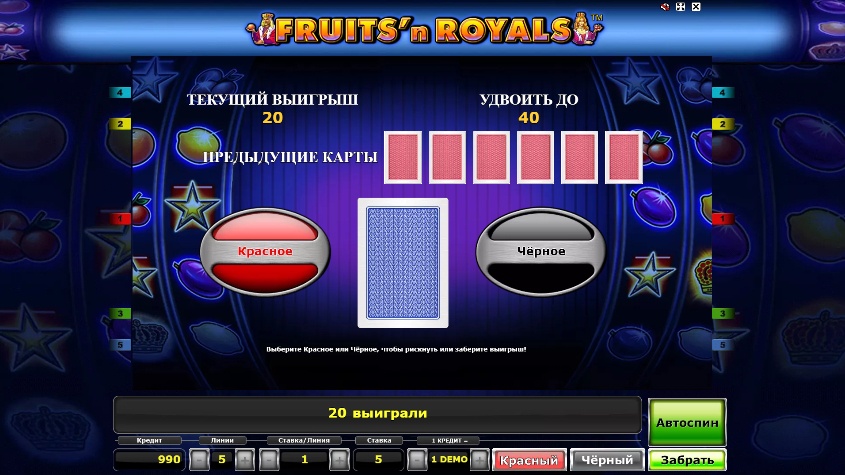 FRUITS'n ROYALS™
ТЕКУЩИЙ ВЫИГРЫШ
УДВОИТЬ ДО
20
40
ПРЕДЫДУЩИЕ КАРТЫ
4
4
2
2
1
1
3
3
5
5
Красное
Чёрное
Выберите Красное или Чёрное, чтобы рискнуть или заберите выигрыш!
20 выиграли
Автоспин
Кредит
Линии
Ставка/Линия
Ставка
1 КРЕДИТ =
990
5
1
5
1 DEMO
Красный
Чёрный
Забрать